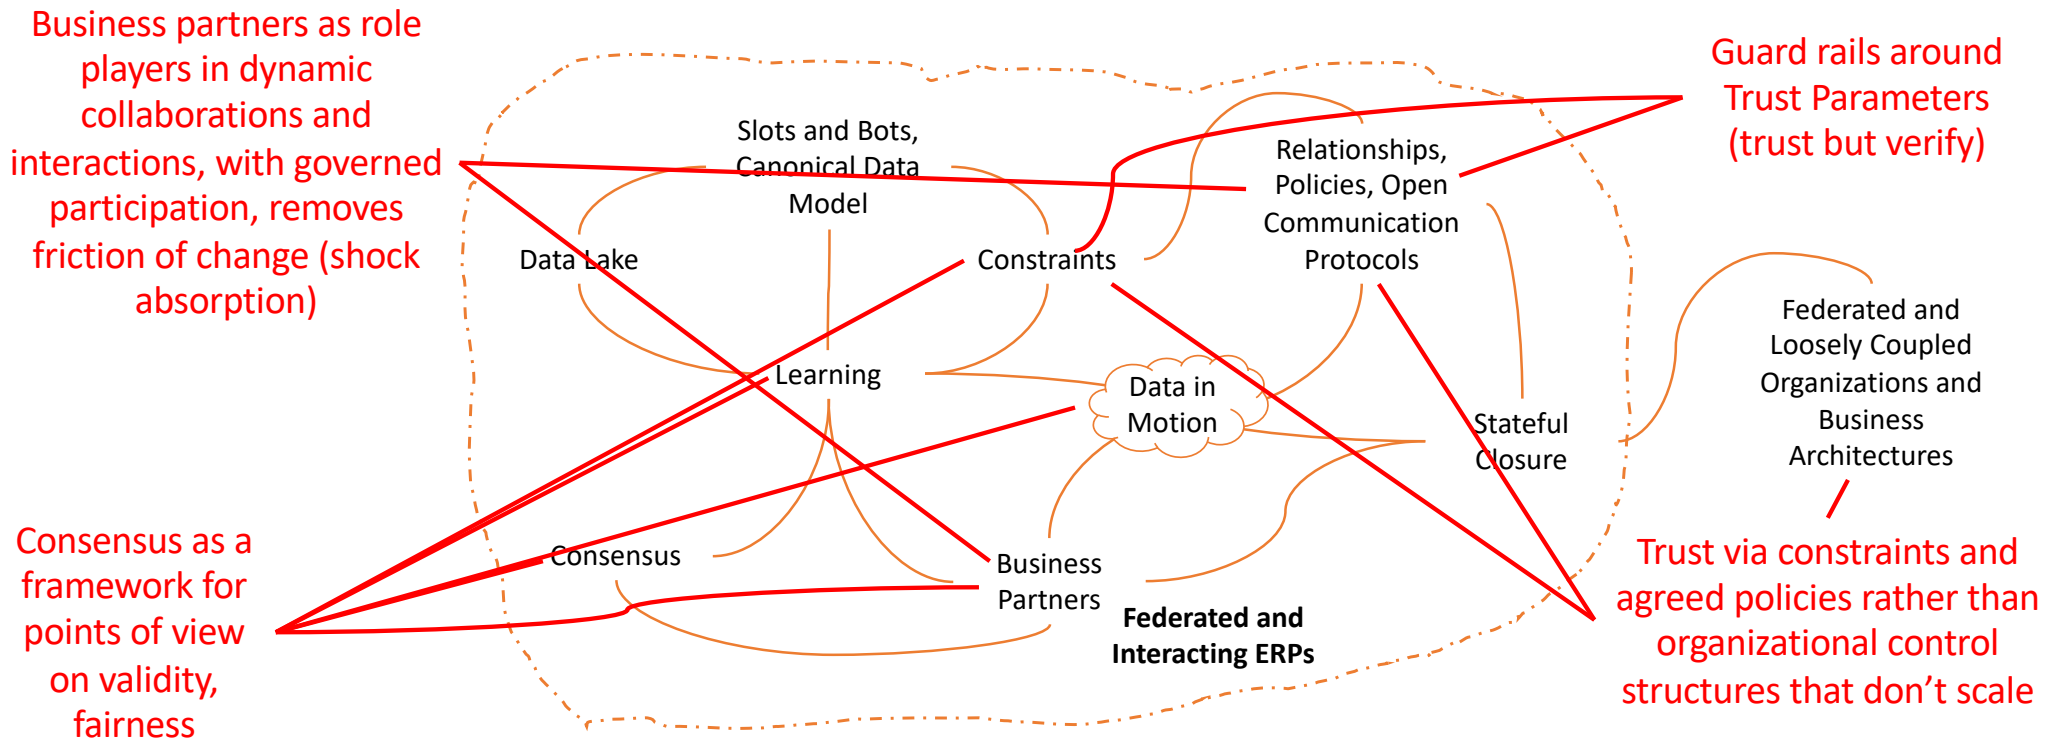 Business partners as role
players in dynamic
collaborations and
interactions, with governed
participation, removes
friction of change (shock
absorption)
Guard rails around
Trust Parameters
(trust but verify)
Slots and Bots,
Canonical Data
Model
Relationships,
Policies, Open
Communication
Protocols
Data Lake
Constraints
Federated and
Loosely Coupled
Organizations and
Business
Architectures
Learning
Data in
Motion
Stateful
Closure
Consensus
Business
Partners
Federated and
Interacting ERPs
Consensus as a
framework for
points of view
on validity,
fairness
Trust via constraints and
agreed policies rather than
organizational control
structures that don’t scale